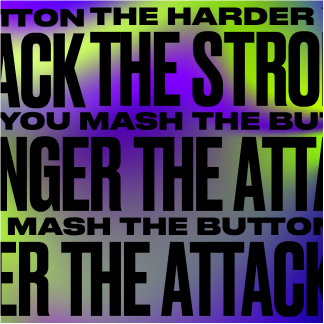 TTON THE HARDER
ACK THE STRO
YOU MASH THE BUT
NGER THE ATTA
MASH THE BUTTON
ER THE ATTACK